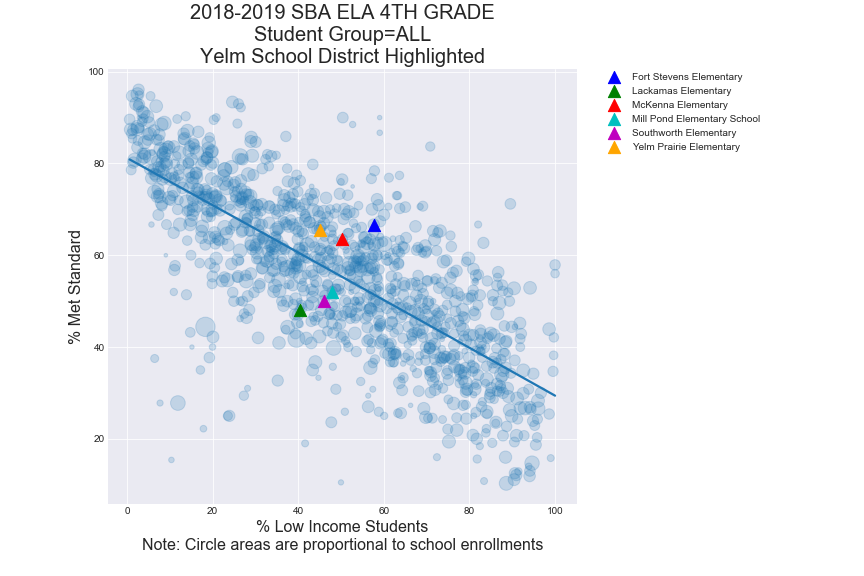 2018-2019 SBA ELA 4TH GRADE
Student Group=ALL
Yelm School District Highlighted
Fort Stevens Elementary
Lackamas Elementary
McKenna Elementary
Mill Pond Elementary School
Southworth Elementary
Yelm Prairie Elementary
% Met Standard
100
80
60
40
20
0 20 40 60 80 100
% Low Income Students
Note: Circle areas are proportional to school enrollments